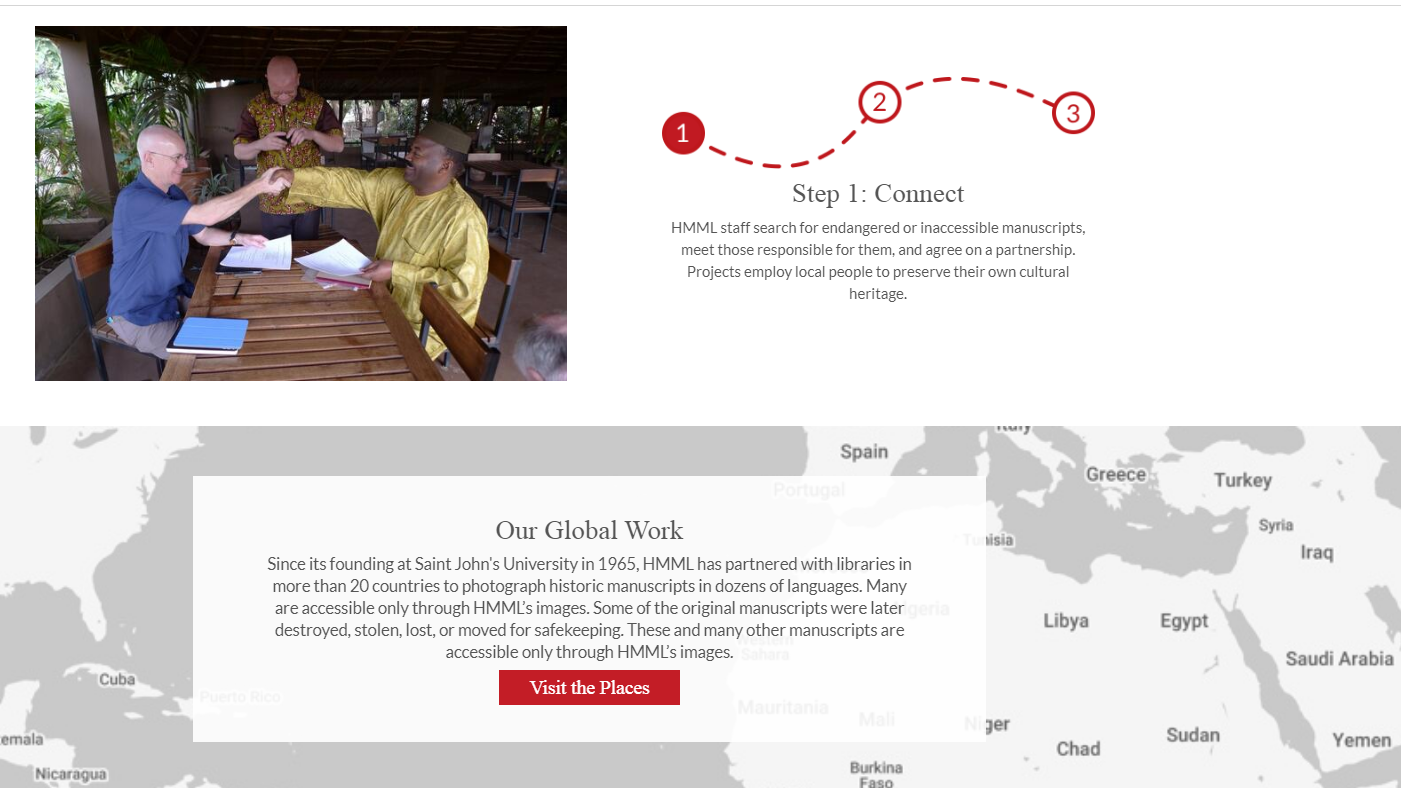 1
2
3
Step 1: Connect
HMML staff search for endangered or inaccessible manuscripts,
meet those responsible for them, and agree on a partnership.
Projects employ local people to preserve their own cultural
heritage.
Italy
Spain
Portugal
Greece
Turkey
Our Global Work
Since its founding at Saint John's University in 1965, HMML has partnered with libraries in
more than 20 countries to photograph historic manuscripts in dozens of languages. Many
are accessible only through HMML’s images. Some of the original manuscripts were later
destroyed, stolen, lost, or moved for safekeeping. These and many other manuscripts are
accessible only through HMML’s images.
Visit the Places
Tunisia
Syria
Iraq
Algeria
Libya
Egypt
Western
Sahara
Saudi Arabia
Cuba
Puerto Rico
Mauritania
Mali
Niger
Chad
Sudan
Yemen
emala
Nicaragua
Burkina
Faso